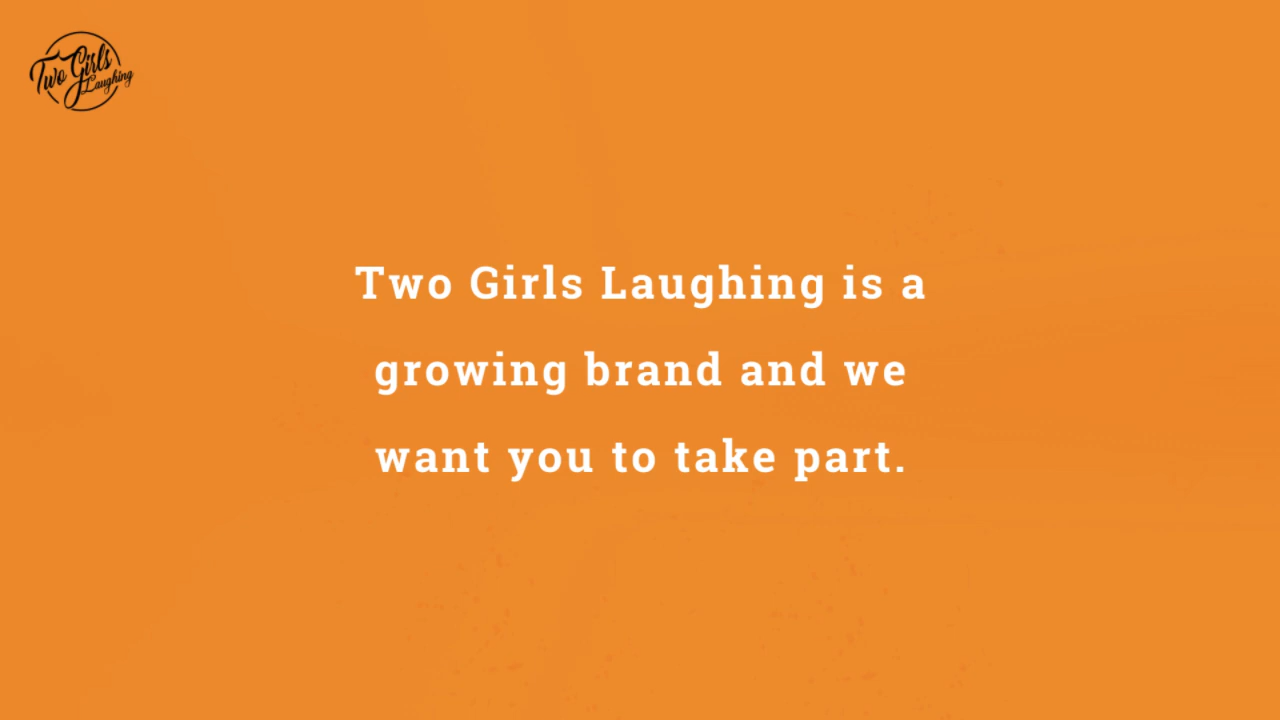 Two Girls
Laughing
Two Girls Laughing is a
growing brand and we
want you to take part.